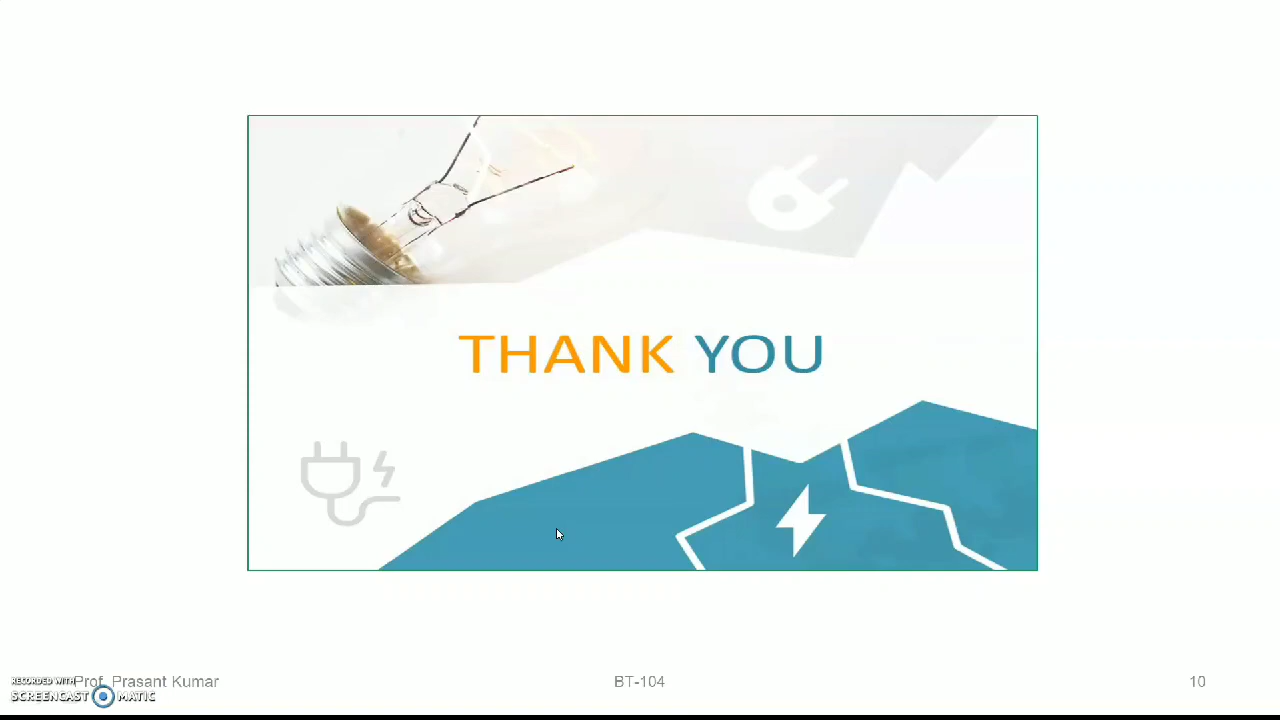 THANK YOU
RECORDED WITH
SCREENCAST MATIC
Prof. Prasant Kumar
BT-104
10